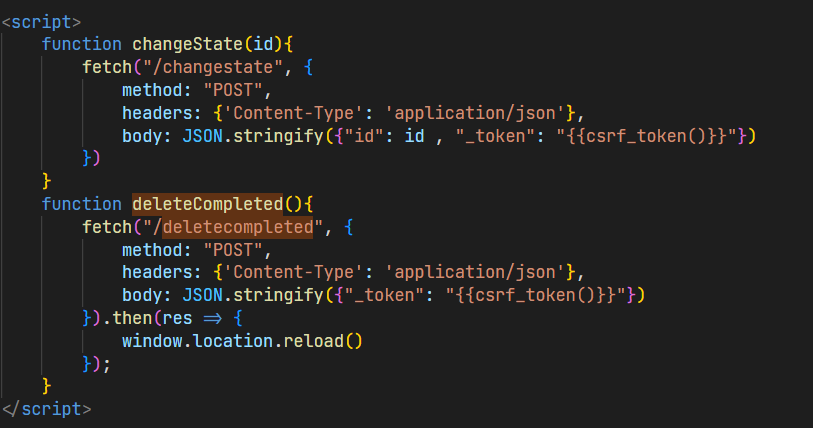 <script>
    function changeState(id){
        fetch("/changestate", {
            method: "POST",
            headers: {'Content-Type': 'application/json'},
            body: JSON.stringify({"id": id , "_token": "{{csrf_token()}}"})
        })
    }
    function deleteCompleted(){
        fetch("/deletecompleted", {
            method: "POST",
            headers: {'Content-Type': 'application/json'},
            body: JSON.stringify({"_token": "{{csrf_token()}}"})
        }).then(res => {
            window.location.reload()
        });
    }
</script>